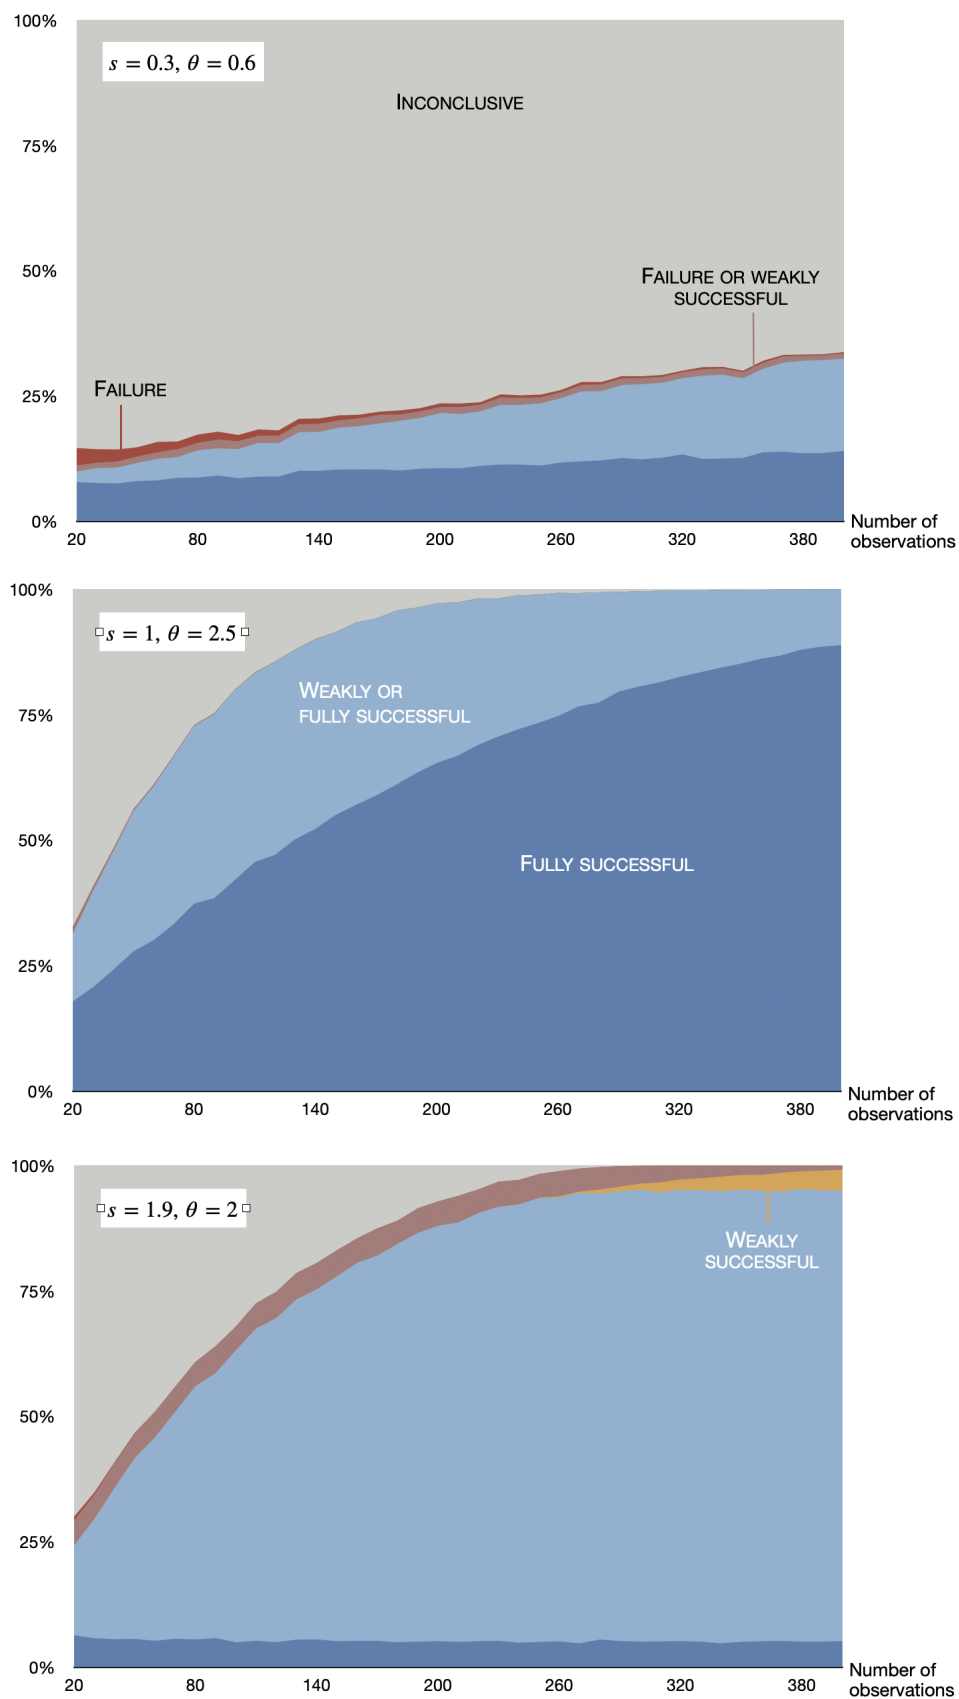 100%
s = 0.3, θ = 0.6
INCONCLUSIVE
75%
50%
FAILURE OR WEAKLY
SUCCESSFUL
FAILURE
25%
0%
20 80 140 200 260 320 380
Number of
observations
100%
s = 1, θ = 2.5
WEAKLY OR
FULLY SUCCESSFUL
75%
50%
FULLY SUCCESSFUL
25%
0%
20 80 140 200 260 320 380
Number of
observations
100%
s = 1.9, θ = 2
WEAKLY
SUCCESSFUL
75%
50%
25%
0%
20 80 140 200 260 320 380
Number of
observations